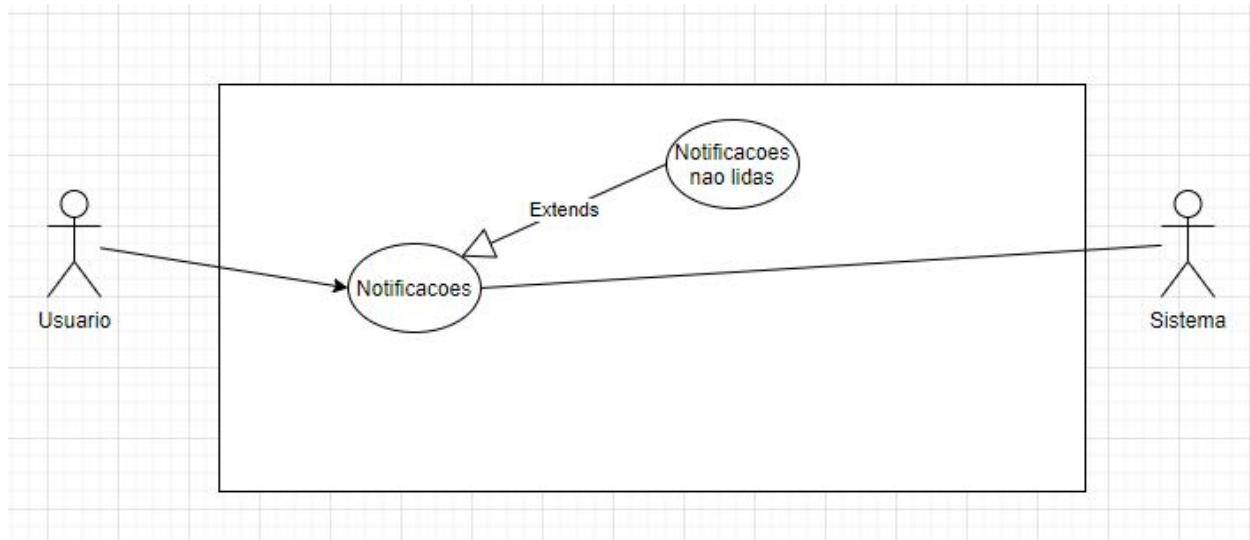 Notificacoes
nao lidas
Extends
Notificacoes
Usuario
Sistema